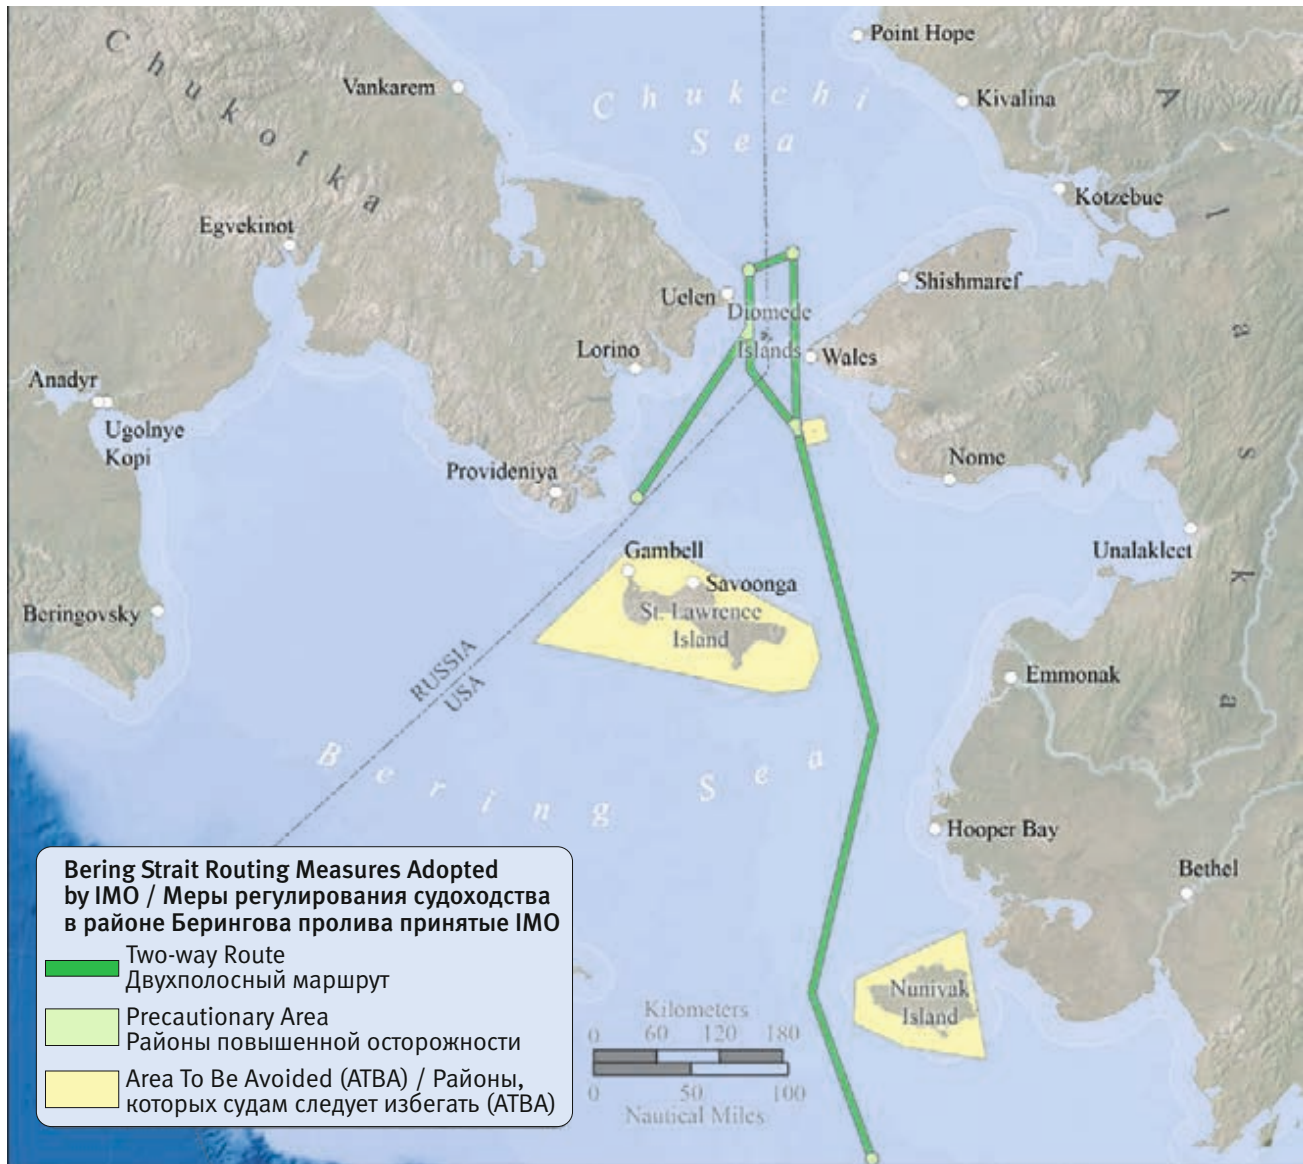 Point Hope
Chukotka
Vankarem
Chukchi
Sea
Kivalina
Alaska
Kotzebue
Egvekinot
Shishmaref
Uelen
Diomede
Islands
Lorino
Wales
Anadyr
Ugolnye
Kopi
Provideniya
Nome
Gambell
Unalakleet
Savoonga
Beringovsky
St. Lawrence
Island
RUSSIA
USA
Emmonak
Bering Sea
Hooper Bay
Bethel
Bering Strait Routing Measures Adopted
by IMO / Меры регулирования судоходства
в районе Берингова пролива принятые IMO
Two-way Route
Двухполосный маршрут
Precautionary Area
Районы повышенной осторожности
Area To Be Avoided (ATBA) / Районы,
которых судам следует избегать (ATBA)
Nunivak
Island
Kilometers
0 60 120 180
0 50 100
Nautical Miles